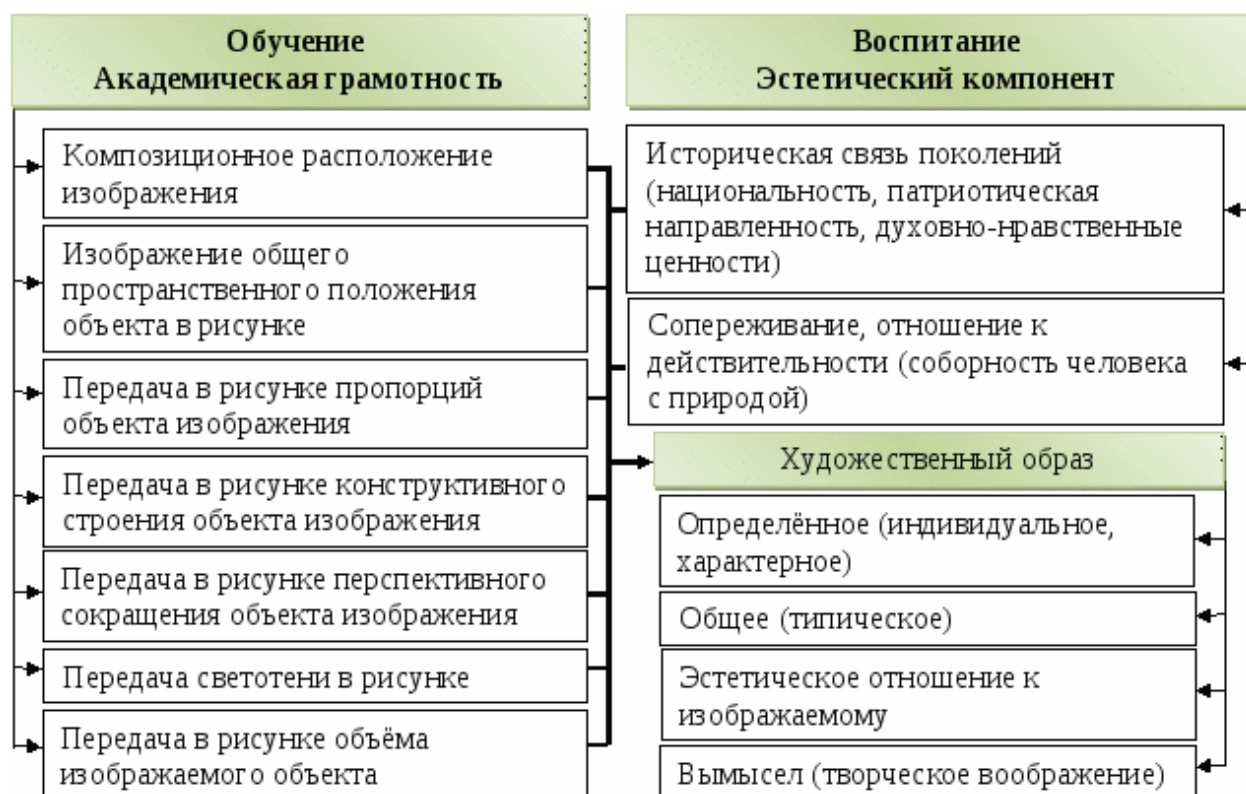 Обучение
Академическая грамотность
Композиционное расположение
изображения
Изображение общего
пространственного положения
объекта в рисунке
Передача в рисунке пропорций
объекта изображения
Передача в рисунке конструктивного
строения объекта изображения
Передача в рисунке перспективного
сокращения объекта изображения
Передача светотени в рисунке
Передача в рисунке объёма
изображаемого объекта
Воспитание
Эстетический компонент
Историческая связь поколений
(национальность, патриотическая
направленность, духовно-нравственные
ценности)
Сопереживание, отношение к
действительности (соборность человека
с природой)
Художественный образ
Определённое (индивидуальное,
характерное)
Общее (типическое)
Эстетическое отношение к
изображаемому
Вымысел (творческое воображение)